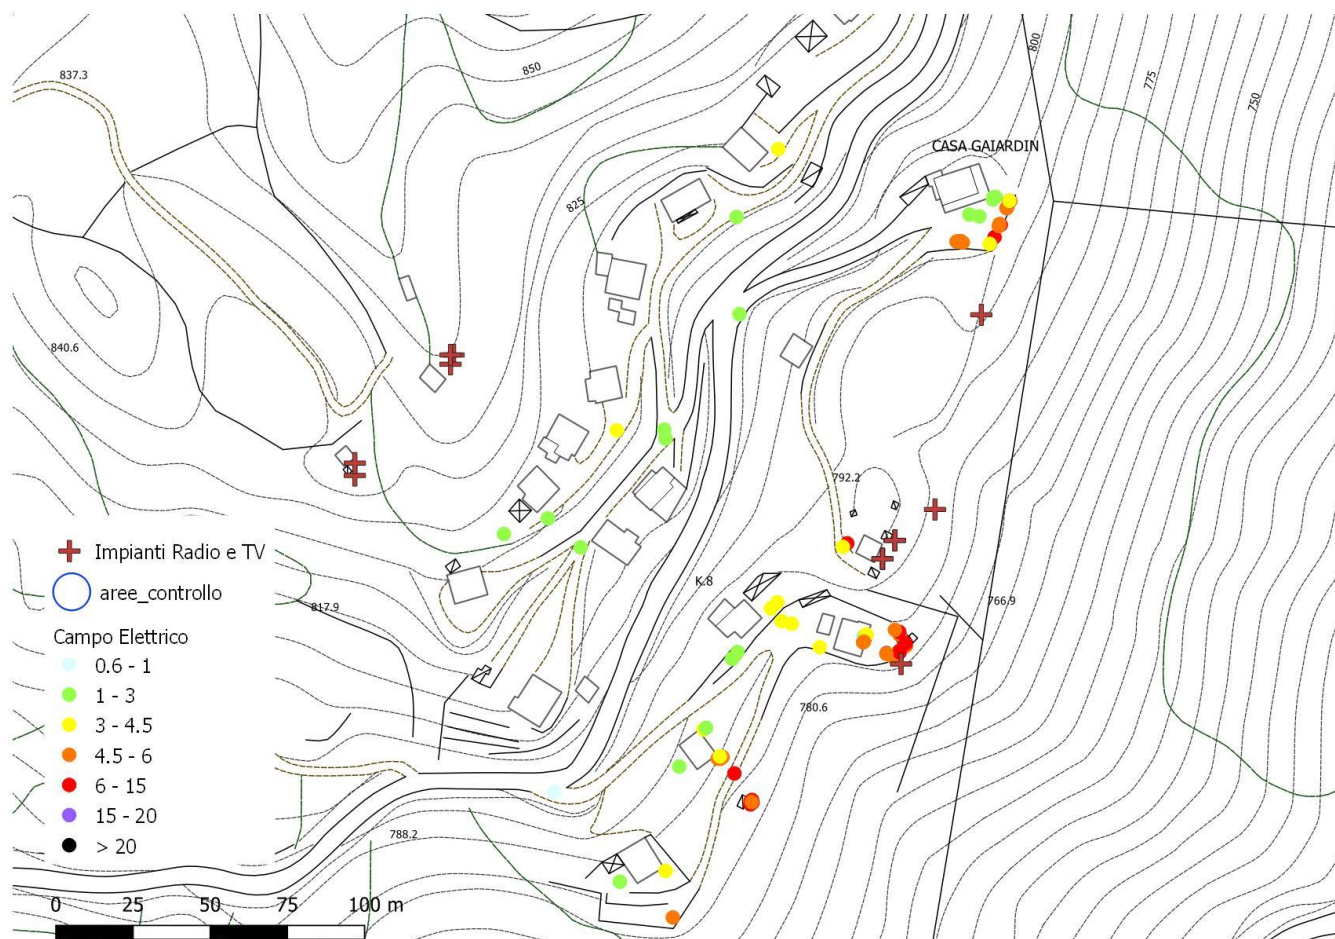 800
837.3
850
775
750
CASA GAIARDIN
825
840.6
792.2
Impianti Radio e TV
K.8
aree_controllo
766.9
817.9
Campo Elettrico
0.6 - 1
1 - 3
780.6
3 - 4.5
4.5 - 6
6 - 15
15 - 20
788.2
> 20
0 25 50 75 100 m